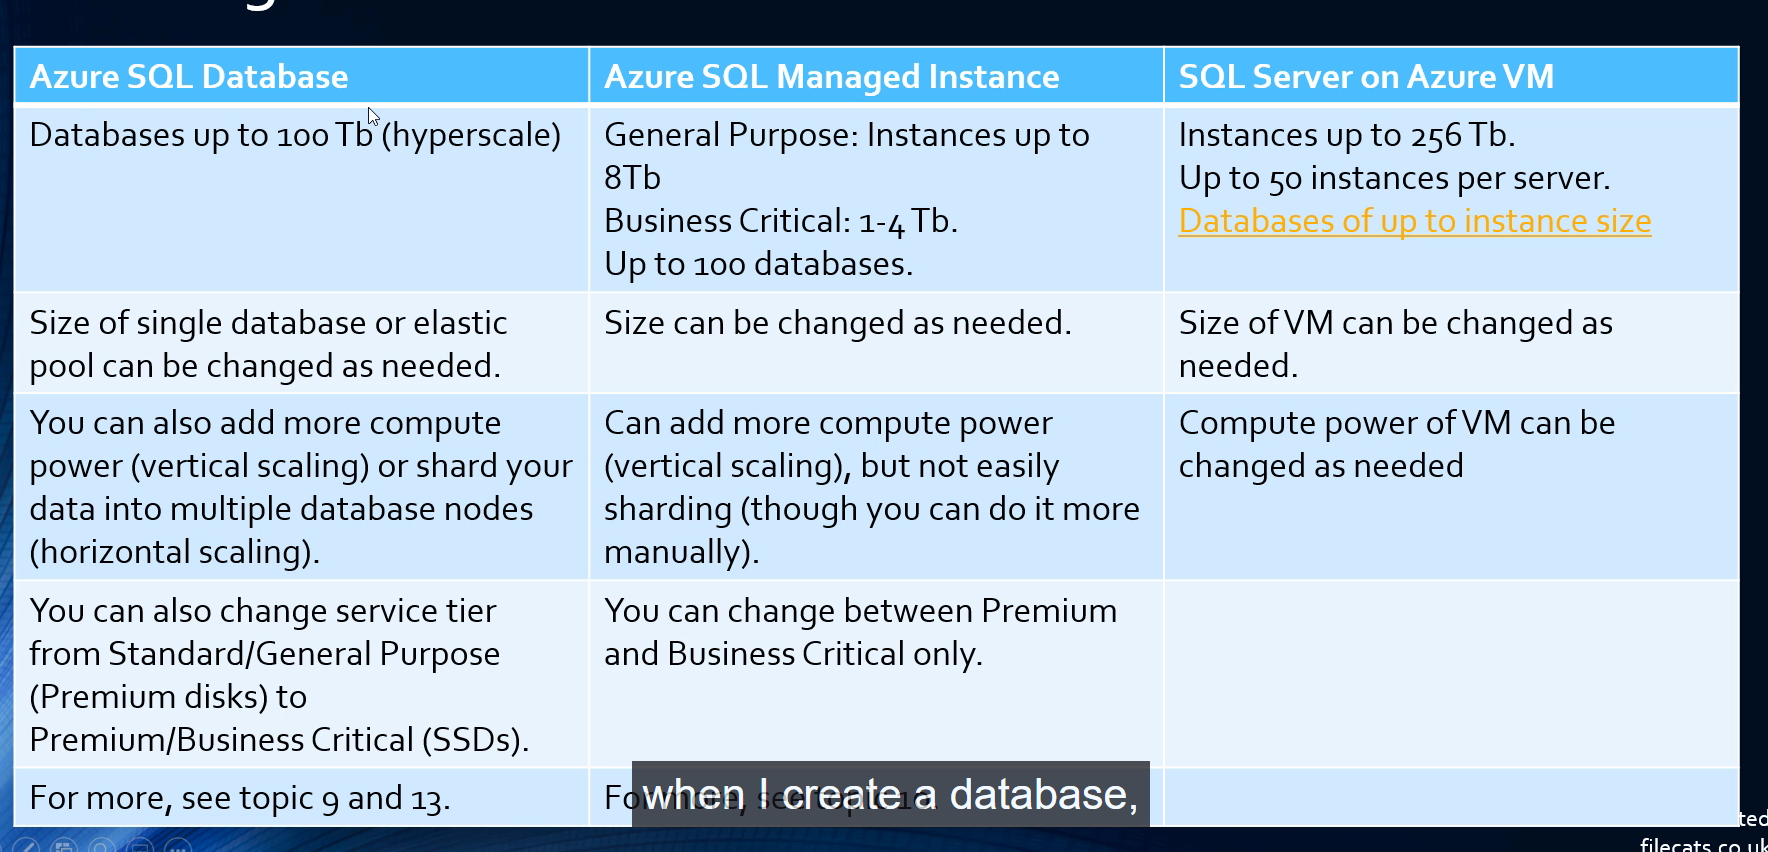 Azure SQL Database
Azure SQL Managed Instance
SQL Server on Azure VM
Databases up to 100 Tb (hyperscale)
General Purpose: Instances up to
8Tb
Business Critical: 1-4 Tb.
Up to 100 databases.
Instances up to 256 Tb.
Up to 50 instances per server.
Databases of up to instance size
Size of single database or elastic
pool can be changed as needed.
Size can be changed as needed.
Size of VM can be changed as
needed.
You can also add more compute
power (vertical scaling) or shard your
data into multiple database nodes
(horizontal scaling).
Can add more compute power
(vertical scaling), but not easily
sharding (though you can do it more
manually).
Compute power of VM can be
changed as needed
You can also change service tier
from Standard/General Purpose
(Premium disks) to
Premium/Business Critical (SSDs).
You can change between Premium
and Business Critical only.
For more, see topic 9 and 13.
For more, see topic 10.
when I create a database,
filecats.co.uk